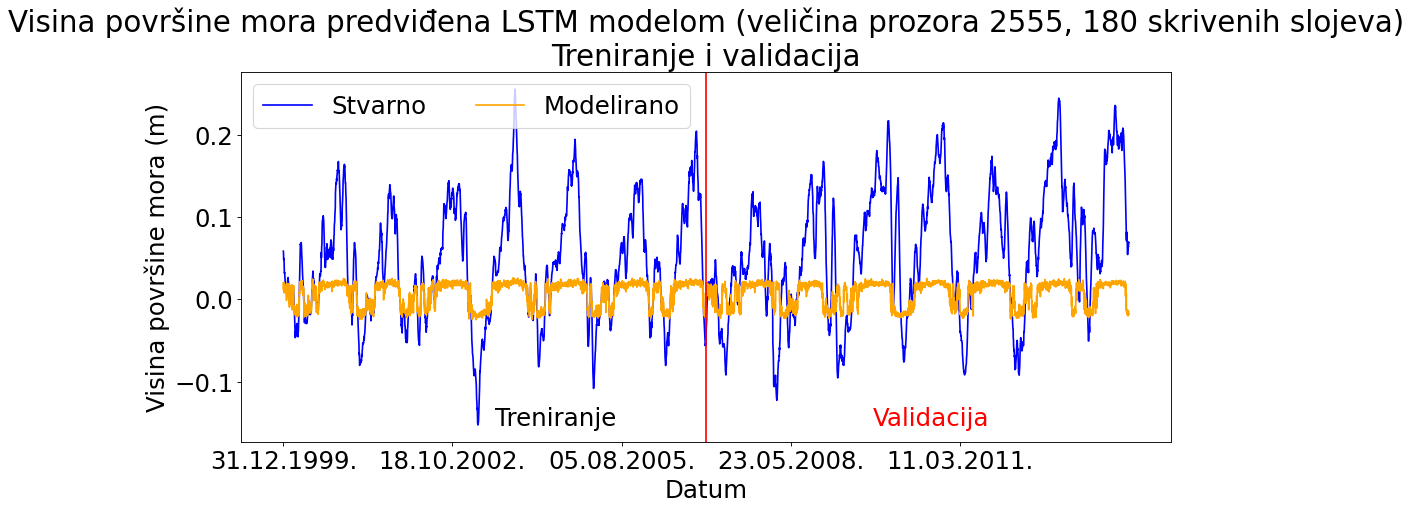 Visina površine mora predviđena LSTM modelom (veličina prozora 2555, 180 skrivenih slojeva)
Treniranje i validacija
Stvarno Modelirano
Visina površine mora (m)
0.2
0.1
0.0
−0.1
Treniranje Validacija
31.12.1999. 18.10.2002. 05.08.2005. 23.05.2008. 11.03.2011.
Datum